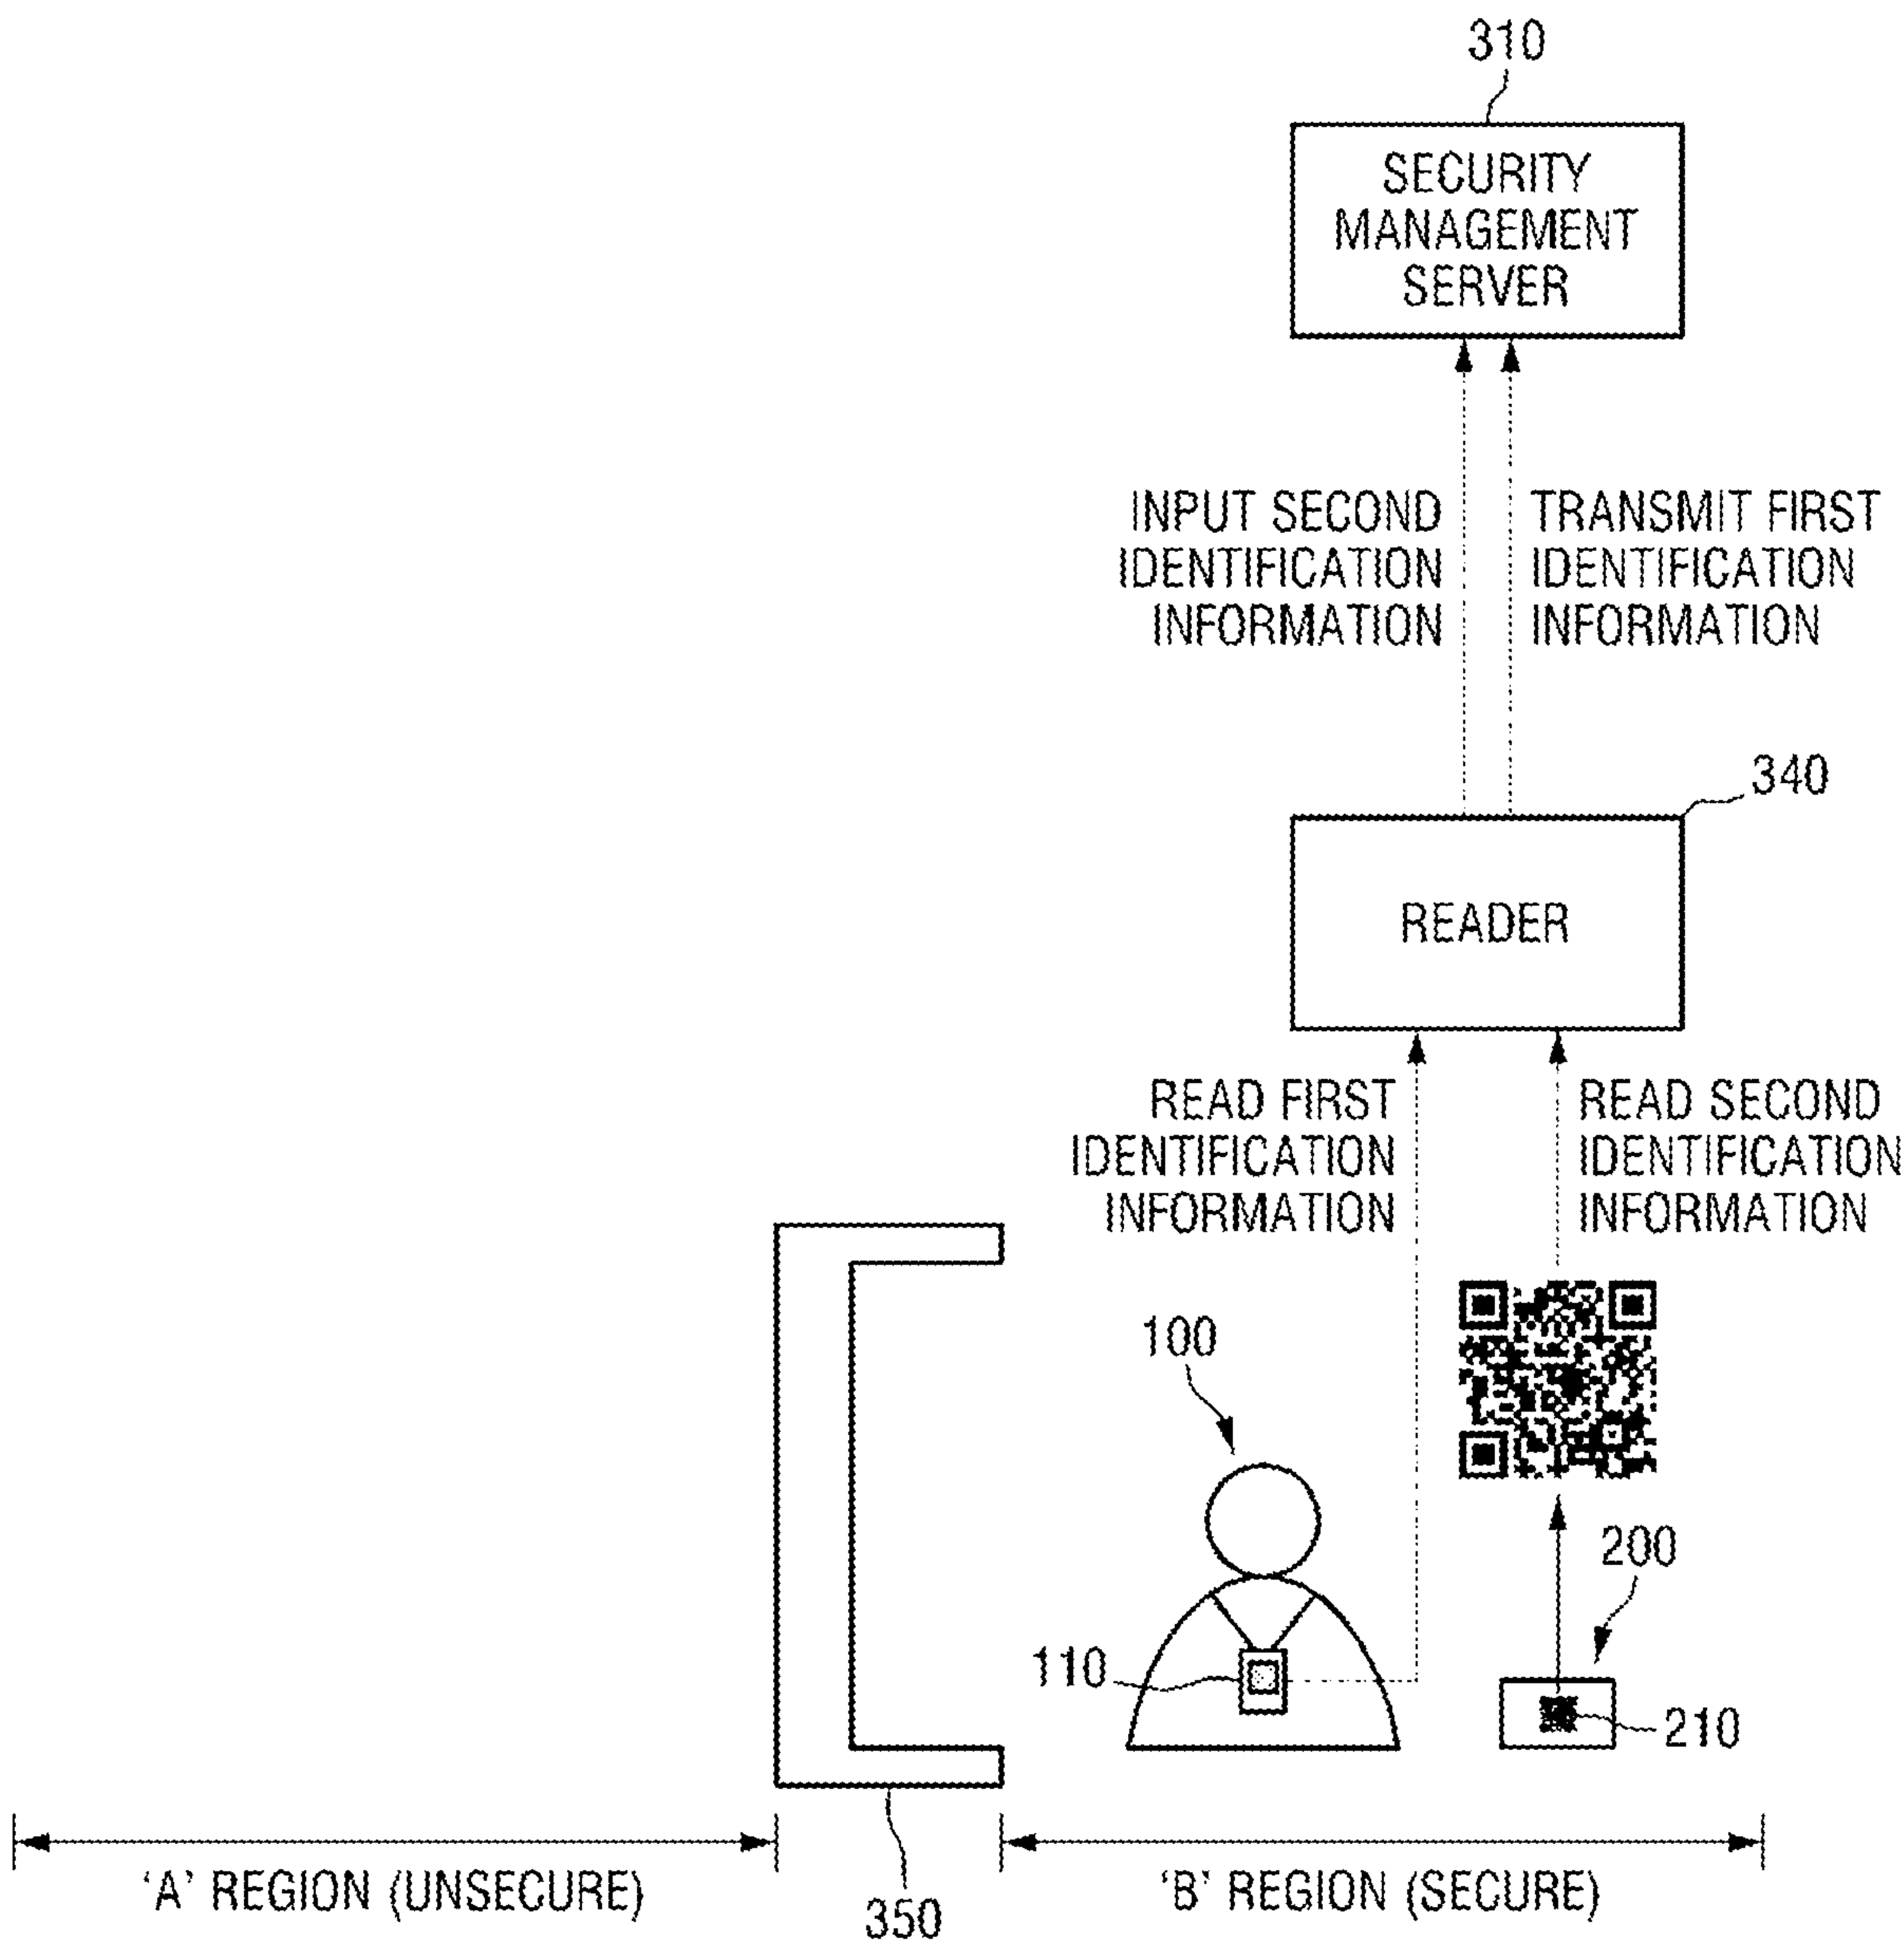 310
SECURITY
MANAGEMENT
SERVER
INPUT SECOND
IDENTIFICATION
INFORMATION
TRANSMIT FIRST
IDENTIFICATION
INFORMATION
340
READER
READ FIRST
IDENTIFICATION
INFORMATION
READ SECOND
IDENTIFICATION
INFORMATION
100
200
110
210
'A' REGION (UNSECURE)
350
'B' REGION (SECURE)